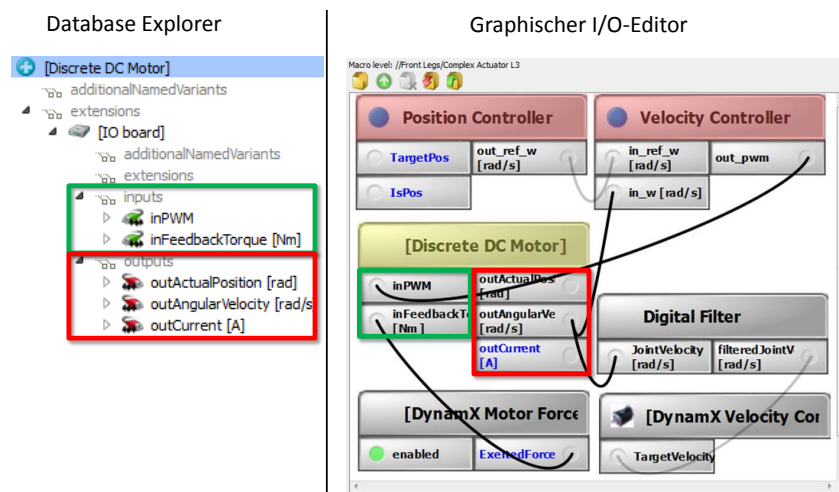 Database Explorer
[Discrete DC Motor]
additionalNamedVariants
extensions
[IO board]
additionalNamedVariants
extensions
inputs
inPWM
inFeedbackTorque [Nm]
outputs
outActualPosition [rad]
outAngularVelocity [rad/s
outCurrent [A]
Graphischer I/O-Editor
Macro level: //Front Legs/Complex Actuator L3
Position Controller
TargetPos
out_ref_w
[rad/s]
IsPos
Velocity Controller
in_ref_w
[rad/s]
out_pwm
in_w [rad/s]
[Discrete DC Motor]
inPWM
outActualPosi
[rad]
inFeedbackTo
[Nm]
outAngularVe
[rad/s]
outCurrent
[A]
Digital Filter
JointVelocity
[rad/s]
filteredJointV
[rad/s]
[DynamX Motor Force
enabled
ExertedForce
[DynamX Velocity Cor
TargetVelocity